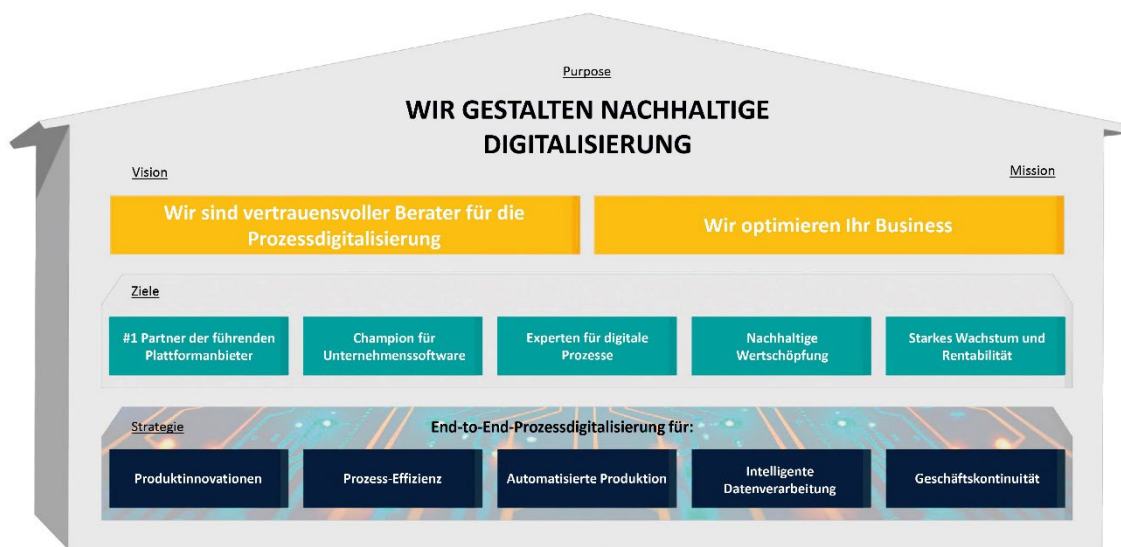 Purpose
WIR GESTALTEN NACHHALTIGE
DIGITALISIERUNG
Vision
Mission
Wir sind vertrauensvoller Berater für die
Prozessdigitalisierung
Wir optimieren Ihr Business
Ziele
#1 Partner der führenden
Plattformanbieter
Champion für
Unternehmenssoftware
Experten für digitale
Prozesse
Nachhaltige
Wertschöpfung
Starkes Wachstum und
Rentabilität
Strategie
End-to-End-Prozessdigitalisierung für:
Produktinnovationen
Prozess-Effizienz
Automatisierte Produktion
Intelligente
Datenverarbeitung
Geschäftskontinuität